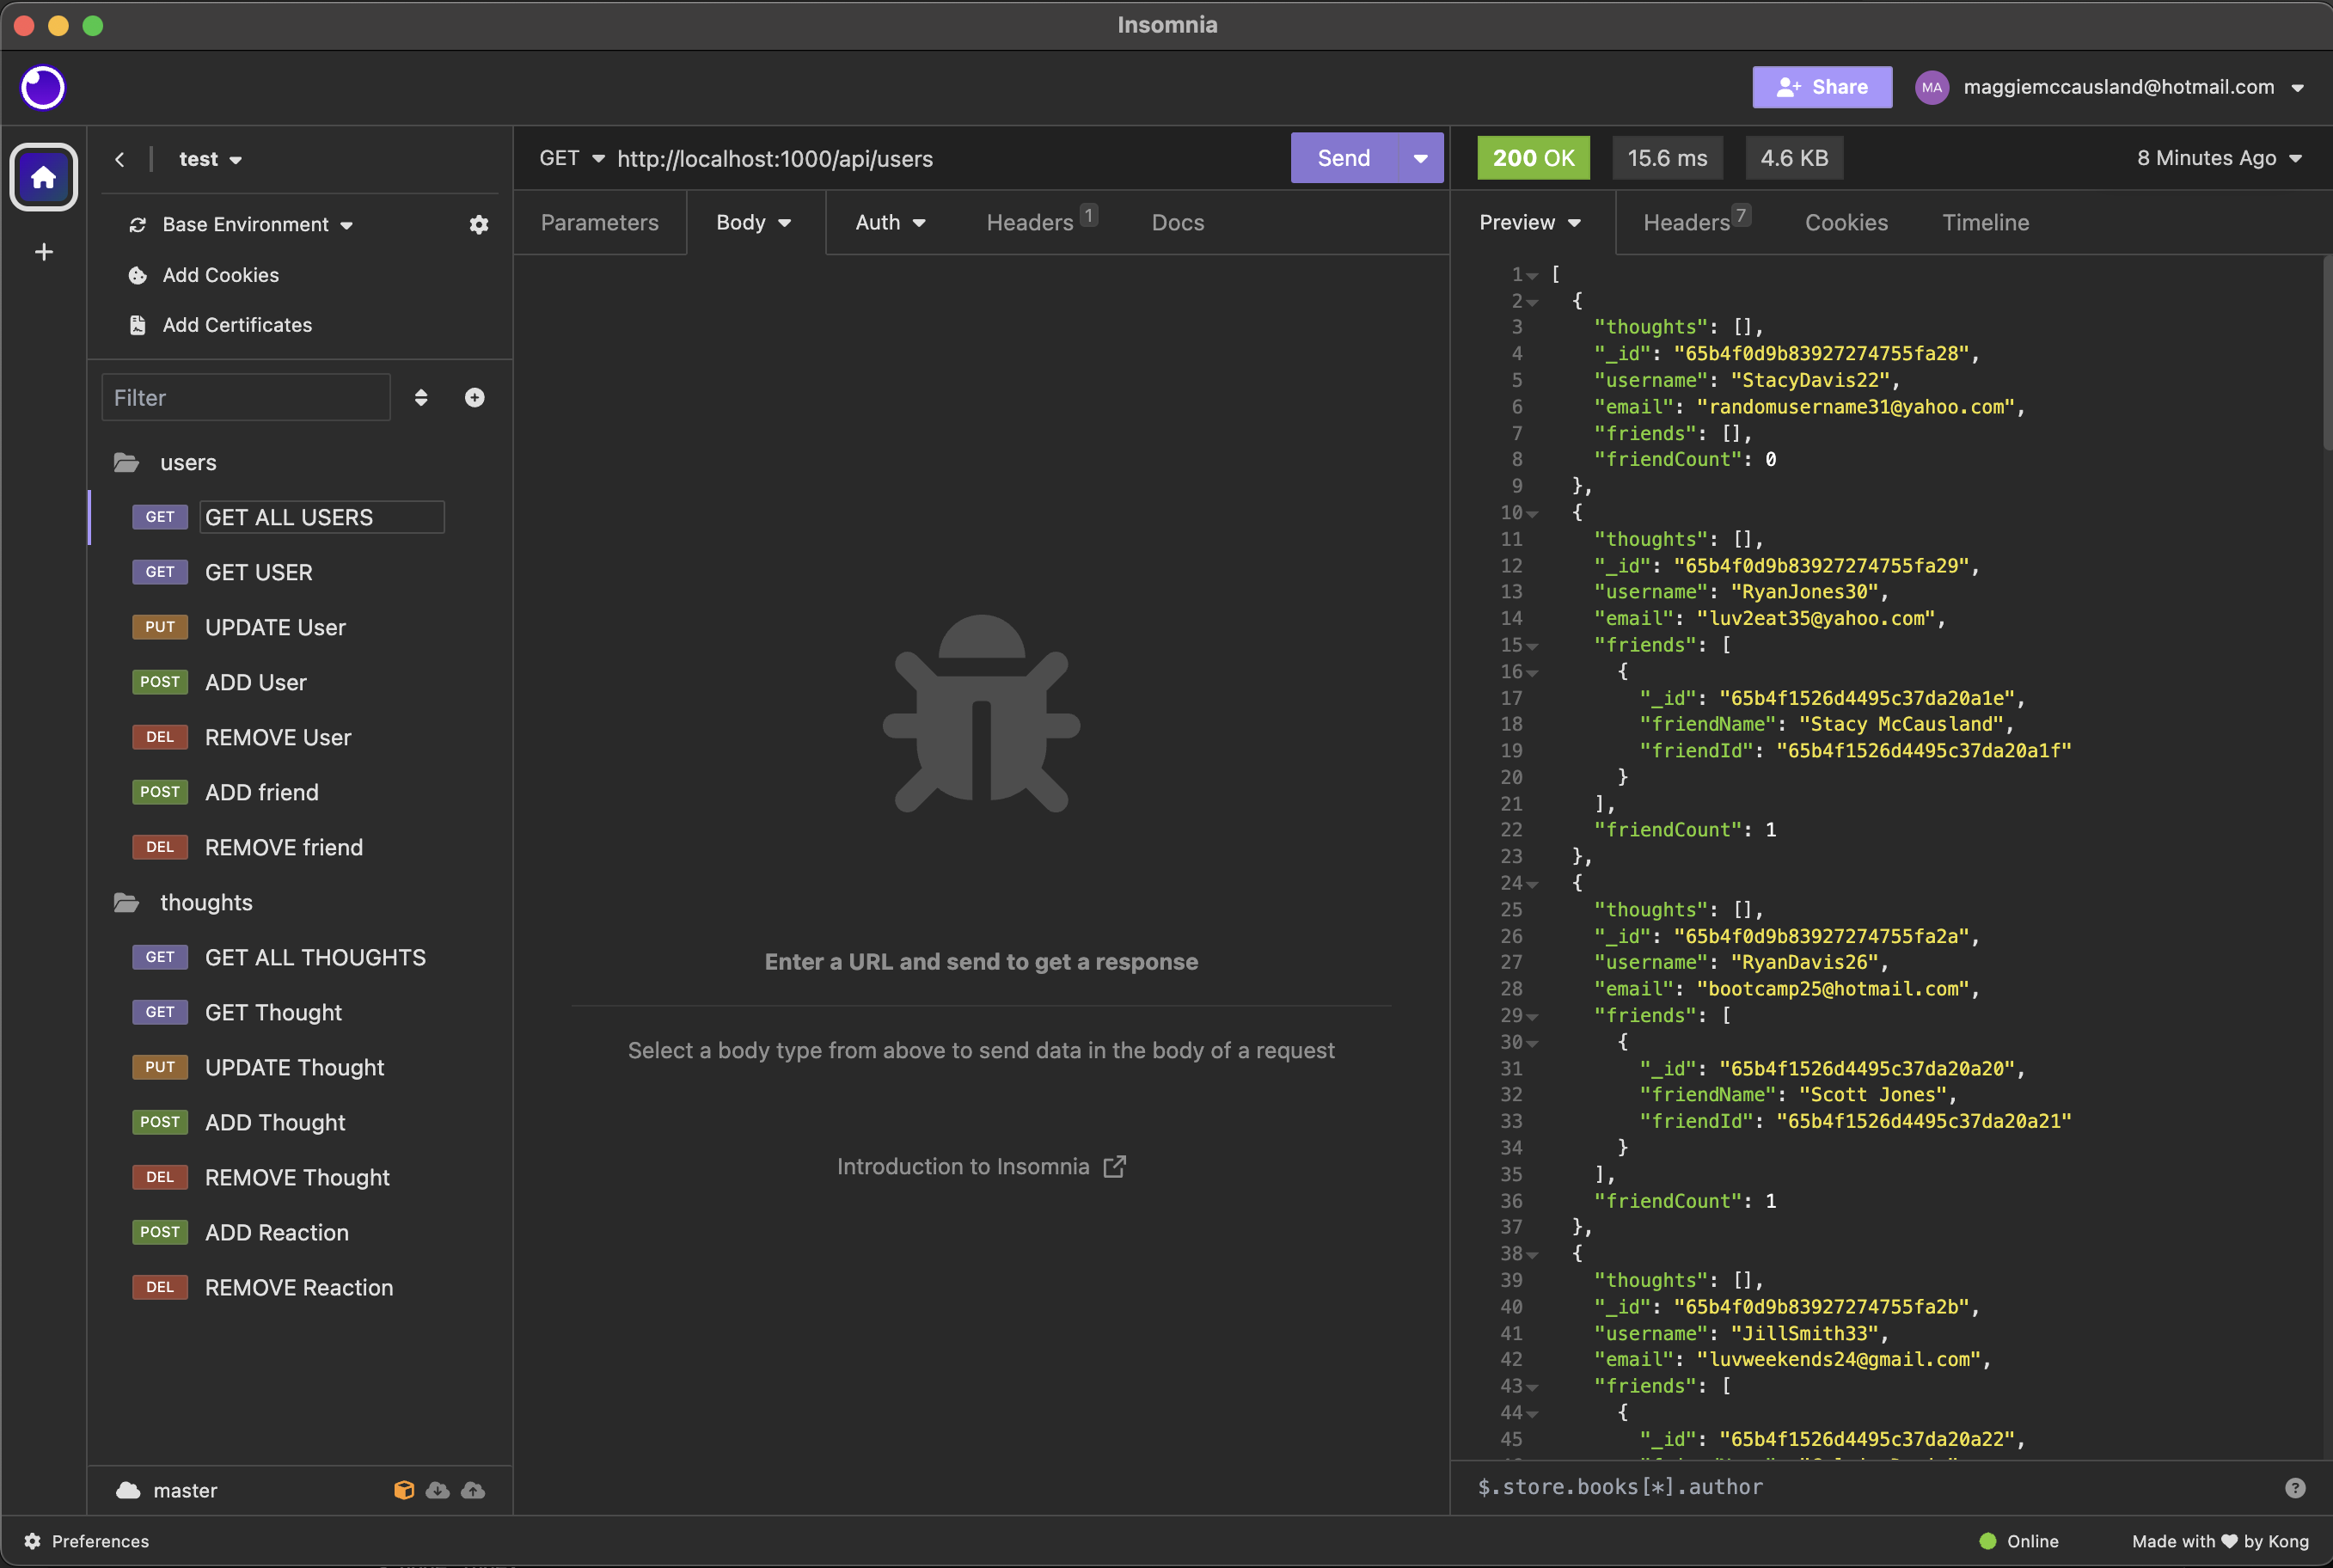 Insomnia
Share
MA
maggiemccausland@hotmail.com
test
Base Environment
Add Cookies
Add Certificates
Filter
users
GET GET ALL USERS
GET GET USER
PUT UPDATE User
POST ADD User
DEL REMOVE User
POST ADD friend
DEL REMOVE friend
thoughts
GET GET ALL THOUGHTS
GET GET Thought
PUT UPDATE Thought
POST ADD Thought
DEL REMOVE Thought
POST ADD Reaction
DEL REMOVE Reaction
master
GET http://localhost:1000/api/users
Send
Parameters Body Auth Headers 1 Docs
Enter a URL and send to get a response
Select a body type from above to send data in the body of a request
Introduction to Insomnia
200 OK 15.6 ms 4.6 KB 8 Minutes Ago
Preview Headers 7 Cookies Timeline
1 [
2 {
3 "thoughts": [],
4 "_id": "65b4f0d9b83927274755fa28",
5 "username": "StacyDavis22",
6 "email": "randomusername31@yahoo.com",
7 "friends": [],
8 "friendCount": 0
9 },
10 {
11 "thoughts": [],
12 "_id": "65b4f0d9b83927274755fa29",
13 "username": "RyanJones30",
14 "email": "luv2eat35@yahoo.com",
15 "friends": [
16 {
17 "_id": "65b4f1526d4495c37da20a1e",
18 "friendName": "Stacy McCausland",
19 "friendId": "65b4f1526d4495c37da20a1f"
20 }
21 ],
22 "friendCount": 1
23 },
24 {
25 "thoughts": [],
26 "_id": "65b4f0d9b83927274755fa2a",
27 "username": "RyanDavis26",
28 "email": "bootcamp25@hotmail.com",
29 "friends": [
30 {
31 "_id": "65b4f1526d4495c37da20a20",
32 "friendName": "Scott Jones",
33 "friendId": "65b4f1526d4495c37da20a21"
34 }
35 ],
36 "friendCount": 1
37 },
38 {
39 "thoughts": [],
40 "_id": "65b4f0d9b83927274755fa2b",
41 "username": "JillSmith33",
42 "email": "luvweekends24@gmail.com",
43 "friends": [
44 {
45 "_id": "65b4f1526d4495c37da20a22",
$.store.books[*].author
Preferences
Online
Made with ♥ by Kong